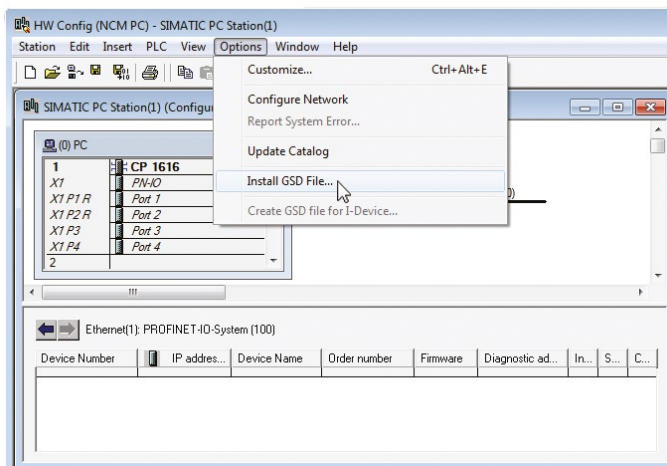 HW Config (NCM PC) - SIMATIC PC Station(1)
Station Edit Insert PLC View Options Window Help
Customize... Ctrl+Alt+E
SIMATIC PC Station(1) (Configu
Configure Network
Report System Error...
(0) PC
Update Catalog
1 CP 1616
X1 PN-IO
Install GSD File...
X1 P1 R Port 1
X1 P2 R Port 2
Create GSD file for I-Device...
X1 P3 Port 3
X1 P4 Port 4
2
Ethernet(1): PROFINET-IO-System (100)
Device Number IP addres... Device Name Order number Firmware Diagnostic ad... In... S... C...